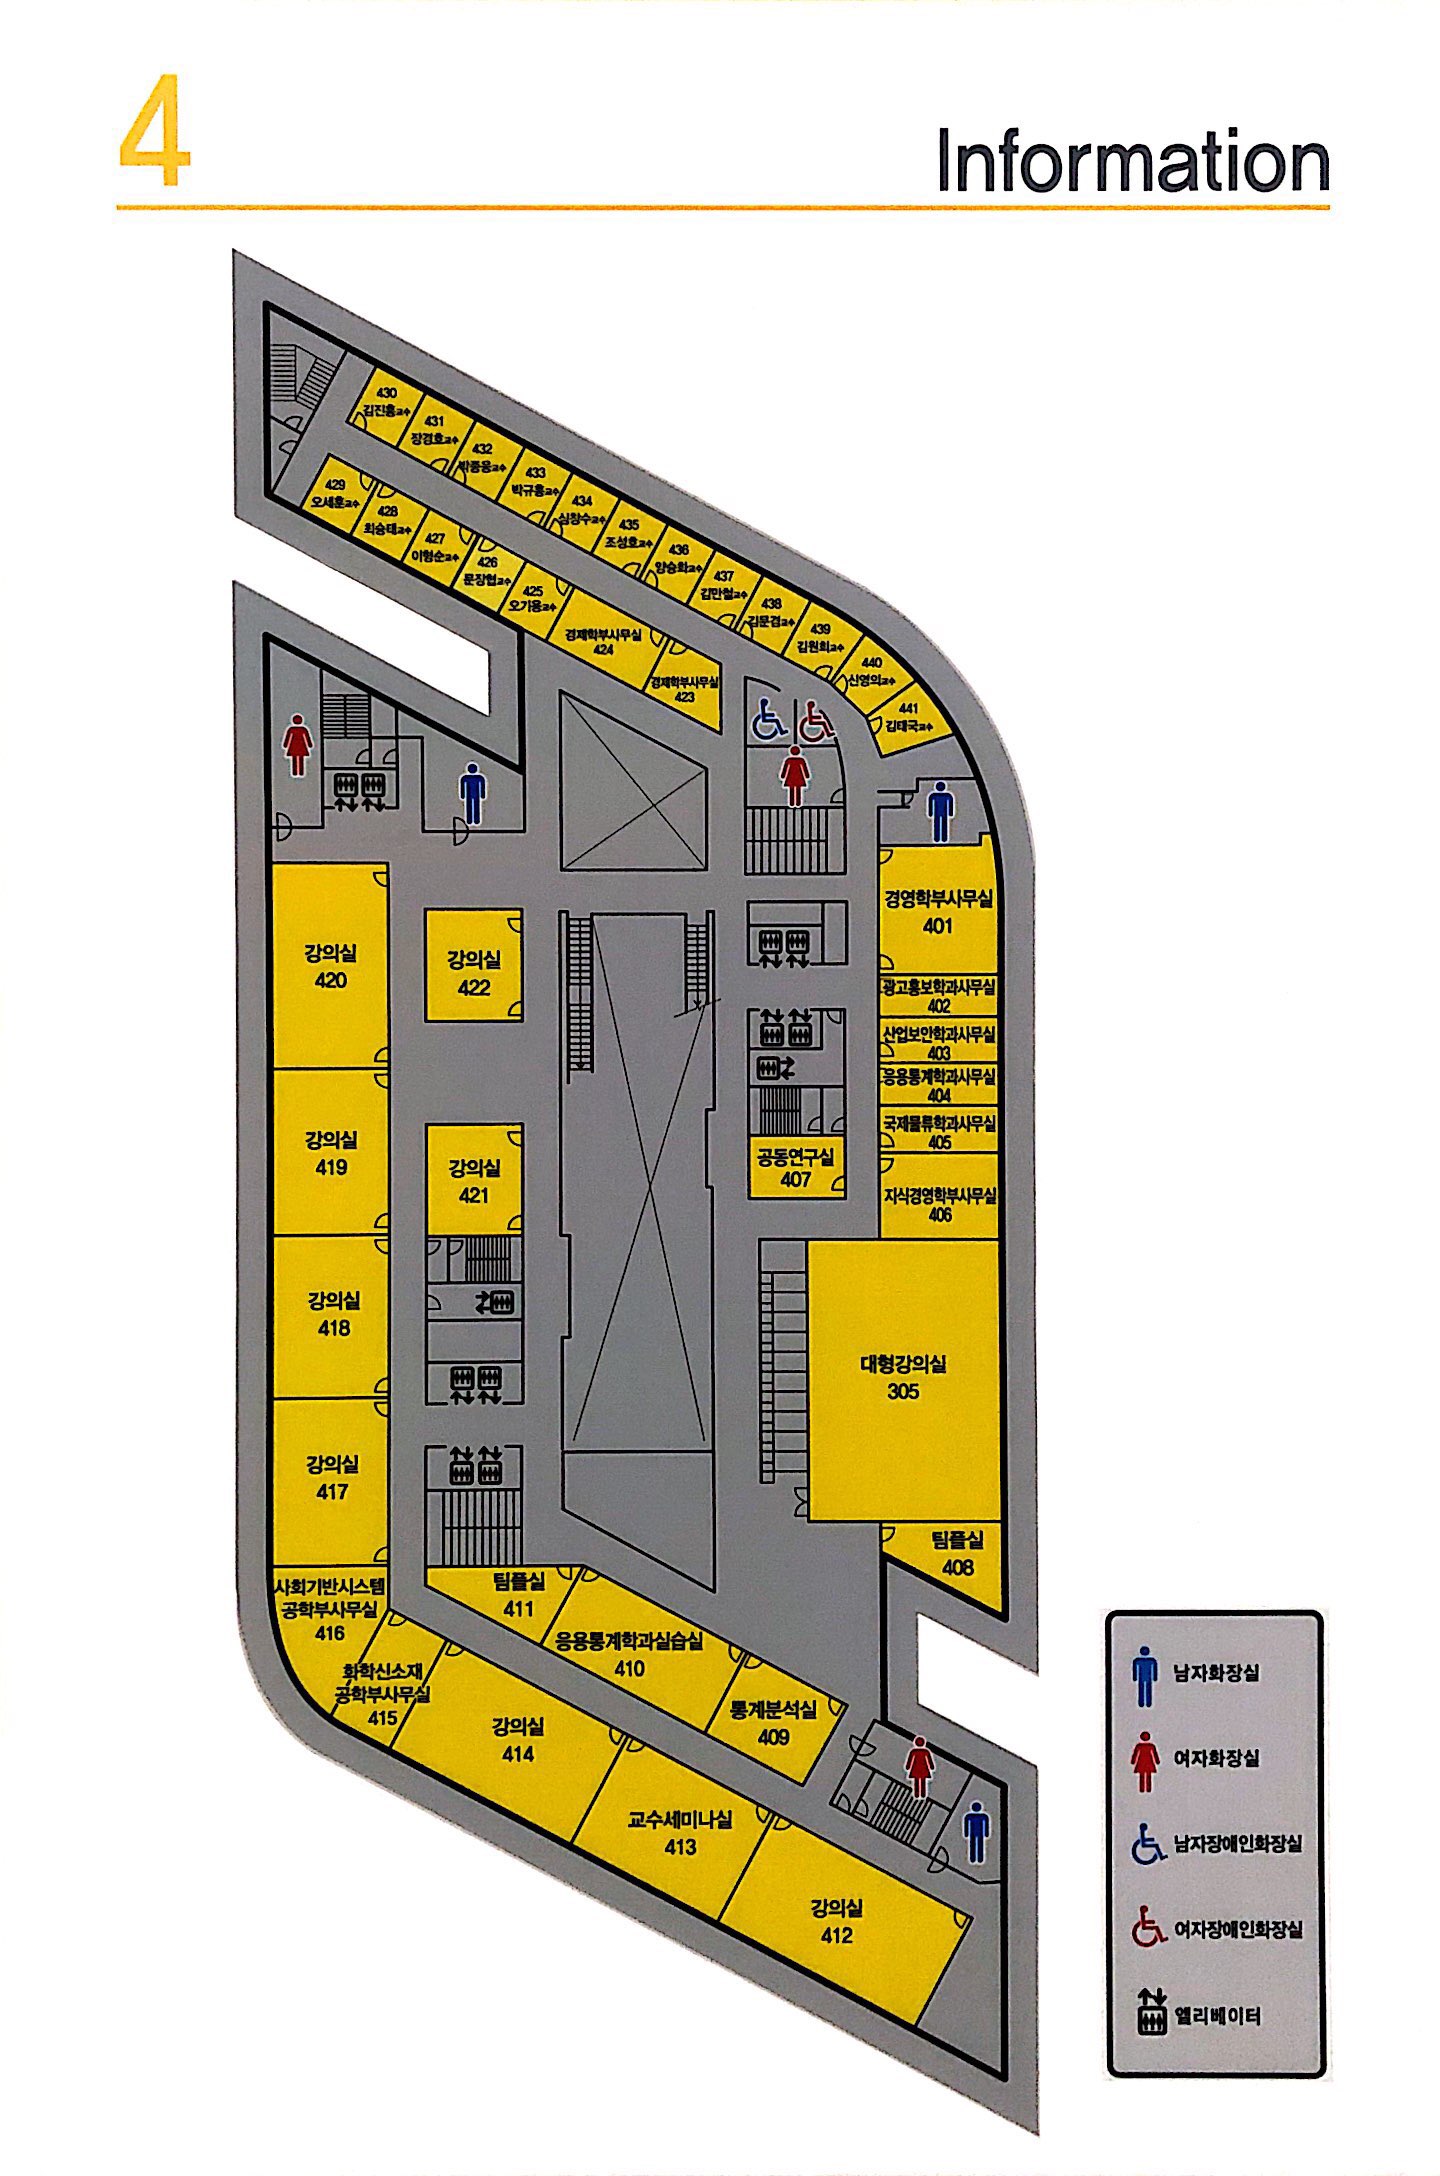 4
Information
430
김진홍교수
431
장경호교수
432
박종웅교수
433
박규홍교수
434
심창수교수
435
조성호교수
436
양승화교수
437
김만철교수
438
김문겸교수
439
김원희교수
440
신영의교수
441
김태국교수
429
오세훈교수
428
최승태교수
427
이형순교수
426
문장협교수
425
오기용교수
경제학부사무실
424
경제학부사무실
423
경영학부사무실
401
광고홍보학과사무실
402
산업보안학과사무실
403
응용통계학과사무실
404
국제물류학과사무실
405
지식경영학부사무실
406
강의실
420
강의실
422
강의실
419
강의실
421
공동연구실
407
강의실
418
대형강의실
305
강의실
417
팀플실
408
사회기반시스템
공학부사무실
416
팀플실
411
응용통계학과실습실
410
화학신소재
공학부사무실
415
통계분석실
409
강의실
414
교수세미나실
413
강의실
412
남자화장실
여자화장실
남자장애인화장실
여자장애인화장실
엘리베이터